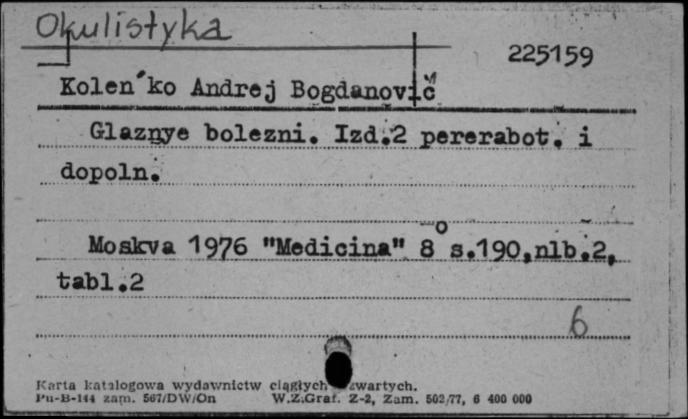 Okulistyka
225159
Kolen´ko Andrej Bogdanovič
Glaznye bolezni. Izd.2 pererabot. i
dopoln.
Moskva 1976 "Medicina" 8° s.190,nlb.2,
tabl.2
6
Karta katalogowa wydawnictw ciągłych zwartych.
Pu-B-144 zam. 567/DW/On W.Z.Graf. Z-2, Zam. 502/77, 6 400 000